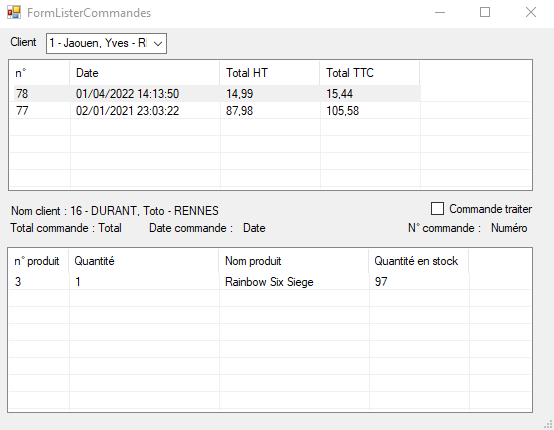 FormListerCommandes
Client 1 - Jaouen, Yves - R
n° Date Total HT Total TTC
78 01/04/2022 14:13:50 14,99 15,44
77 02/01/2021 23:03:22 87,98 105,58
Nom client : 16 - DURANT, Toto - RENNES Commande traiter
Total commande : Total Date commande : Date N° commande : Numéro
n° produit Quantité Nom produit Quantité en stock
3 1 Rainbow Six Siege 97